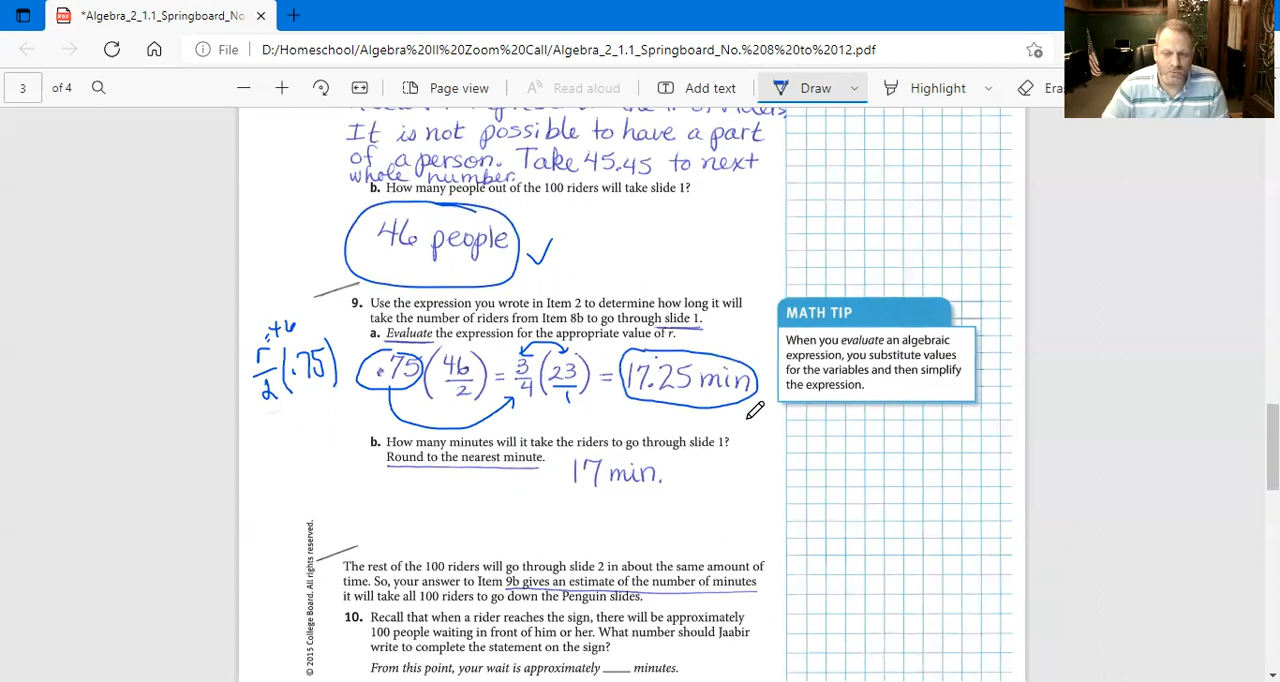 *Algebra_2_1.1_Springboard_No
File D:/Homeschool/Algebra%20II%20Zoom%20Call/Algebra_2_1.1_Springboard_No.%208%20to%2012.pdf
3 of 4 Page view Read aloud Add text Draw Highlight
It is not possible to have a part
of a person. Take 45.45 to next
whole number.
b. How many people out of the 100 riders will take slide 1?
46 people ✓
9. Use the expression you wrote in Item 2 to determine how long it will
take the number of riders from Item 8b to go through slide 1.
a. Evaluate the expression for the appropriate value of r.
46
r/2 (.75) .75 (46/2) = 3/4 (23/1) = 17.25 min
b. How many minutes will it take the riders to go through slide 1?
Round to the nearest minute.
17 min.
The rest of the 100 riders will go through slide 2 in about the same amount of
time. So, your answer to Item 9b gives an estimate of the number of minutes
it will take all 100 riders to go down the Penguin slides.
10. Recall that when a rider reaches the sign, there will be approximately
100 people waiting in front of him or her. What number should Jaabir
write to complete the statement on the sign?
From this point, your wait is approximately ____ minutes.
© 2015 College Board. All rights reserved.
MATH TIP
When you evaluate an algebraic
expression, you substitute values
for the variables and then simplify
the expression.